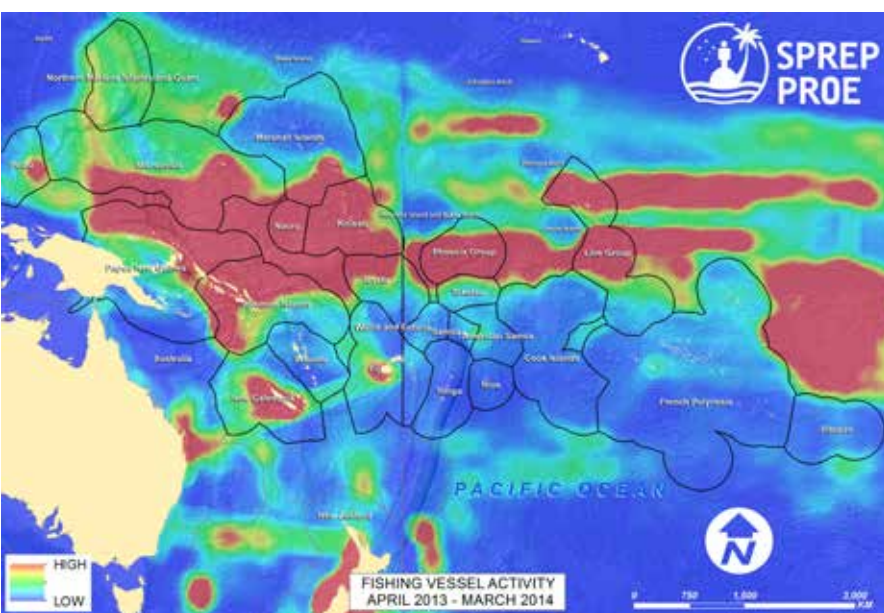 SPREP
PROE
Northern Mariana Islands and Guam
Marshall Islands
Nauru
Kiribati
Phoenix Group
Line Group
Papua New Guinea
Tuvalu
Tokelau
Solomon Islands
Wallis and Futuna
Samoa
American Samoa
Cook Islands
Australia
Vanuatu
Fiji
New Caledonia
Tonga
Niue
French Polynesia
Pitcairn
PACIFIC OCEAN
New Zealand
N
HIGH
LOW
FISHING VESSEL ACTIVITY
APRIL 2013 - MARCH 2014
0 750 1,500 2,000
KM